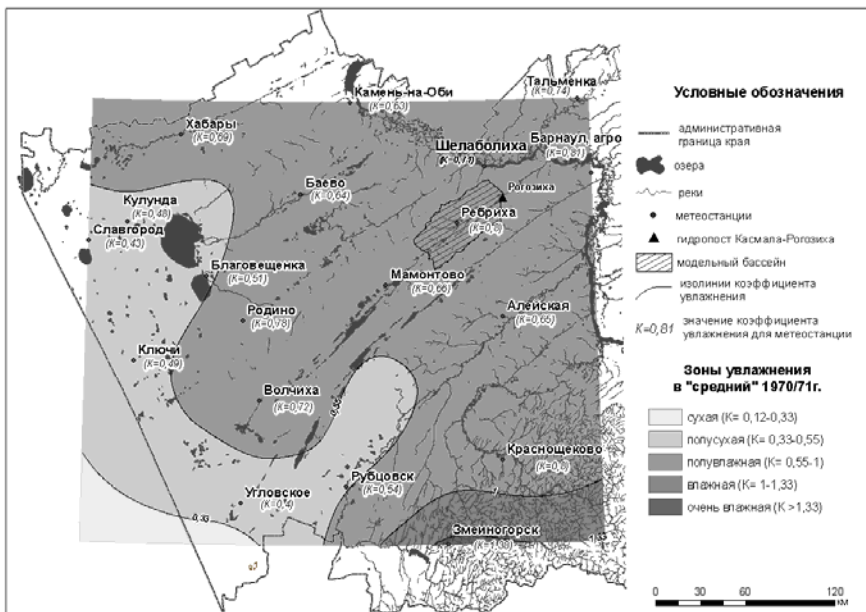 Камень-на-Оби
(K=0,63)
Тальменка
(K=0,74)
Хабары
(K=0,69)
Шелаболиха
Барнаул, агро
(K=0,81)
Рогозиха
Баево
(K=0,64)
Ребриха
Кулунда
(K=0,48)
Славгород
(K=0,43)
Благовещенка
(K=0,51)
Мамонтово
(K=0,66)
Родино
(K=0,78)
Алейская
(K=0,65)
Ключи
(K=0,49)
Волчиха
(K=0,72)
0,55
Краснощеково
Рубцовск
(K=0,54)
Угловское
(K=0,4)
0,33
1
Змеиногорск
1,33
Условные обозначения
административная
граница края
озера
реки
метеостанции
гидропост Касмала-Рогозиха
модельный бассейн
изолинии коэффициента
увлажнения
K=0,81 значение коэффициента
увлажнения для метеостанции
Зоны увлажнения
в "средний" 1970/71г.
сухая (K= 0,12-0,33)
полусухая (K= 0,33-0,55)
полувлажная (K= 0,55-1)
влажная (K= 1-1,33)
очень влажная (K >1,33)
0 30 60 120
КМ